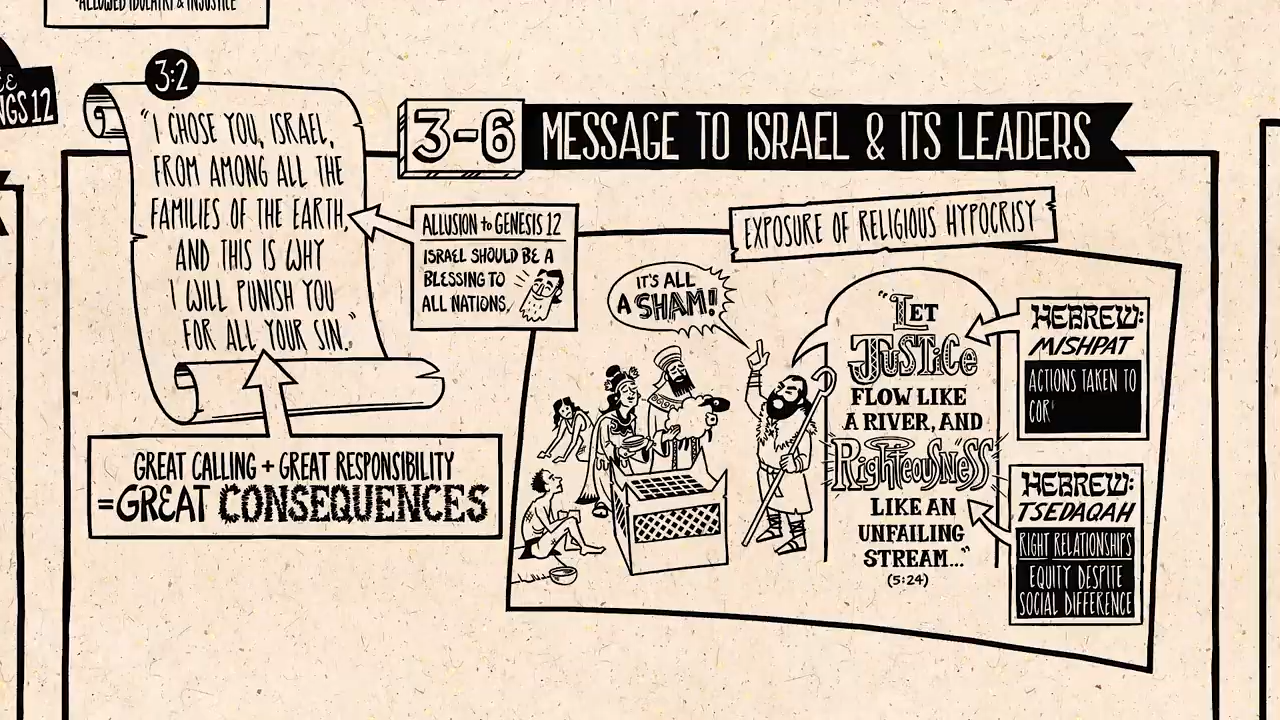 ALLOWED IDOLATRY & INJUSTICE
12
3:2
"I CHOSE YOU, ISRAEL,
FROM AMONG ALL THE
FAMILIES OF THE EARTH,
AND THIS IS WHY
I WILL PUNISH YOU
FOR ALL YOUR SIN."
3-6 MESSAGE TO ISRAEL & ITS LEADERS
ALLUSION to GENESIS 12
ISRAEL SHOULD BE A
BLESSING TO
ALL NATIONS.
GREAT CALLING + GREAT RESPONSIBILITY
=GREAT CONSEQUENCES
EXPOSURE OF RELIGIOUS HYPOCRISY
IT'S ALL
A SHAM!
"LET
JUSTICE
FLOW LIKE
A RIVER, AND
RIGHTEOUSNESS
LIKE AN
UNFAILING
STREAM..."
(5:24)
HEBREW:
MISHPAT
ACTIONS TAKEN TO
COR
HEBREW:
TSEDAQAH
RIGHT RELATIONSHIPS
EQUITY DESPITE
SOCIAL DIFFERENCE